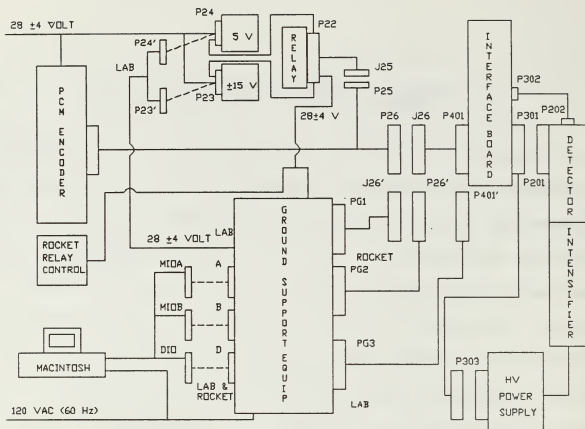 28 ±4 VOLT
P24
P22
P24'
5 V
RELAY
J25
LAB
P25
P23
±15 V
P23'
28±4 V
PCM ENCODER
INTERFACE BOARD
P302
P26
J26
P401
P301
P202
P201
DETECTOR
J26'
P26'
P401'
INTENSIFIER
ROCKET RELAY CONTROL
28 ±4 VOLT
LAB
GROUND SUPPORT EQUIP
PG1
ROCKET
PG2
PG3
LAB
MIOA
A
MIOB
B
DIO
D
LAB &
ROCKET
MACINTOSH
120 VAC (60 Hz)
P303
HV
POWER
SUPPLY